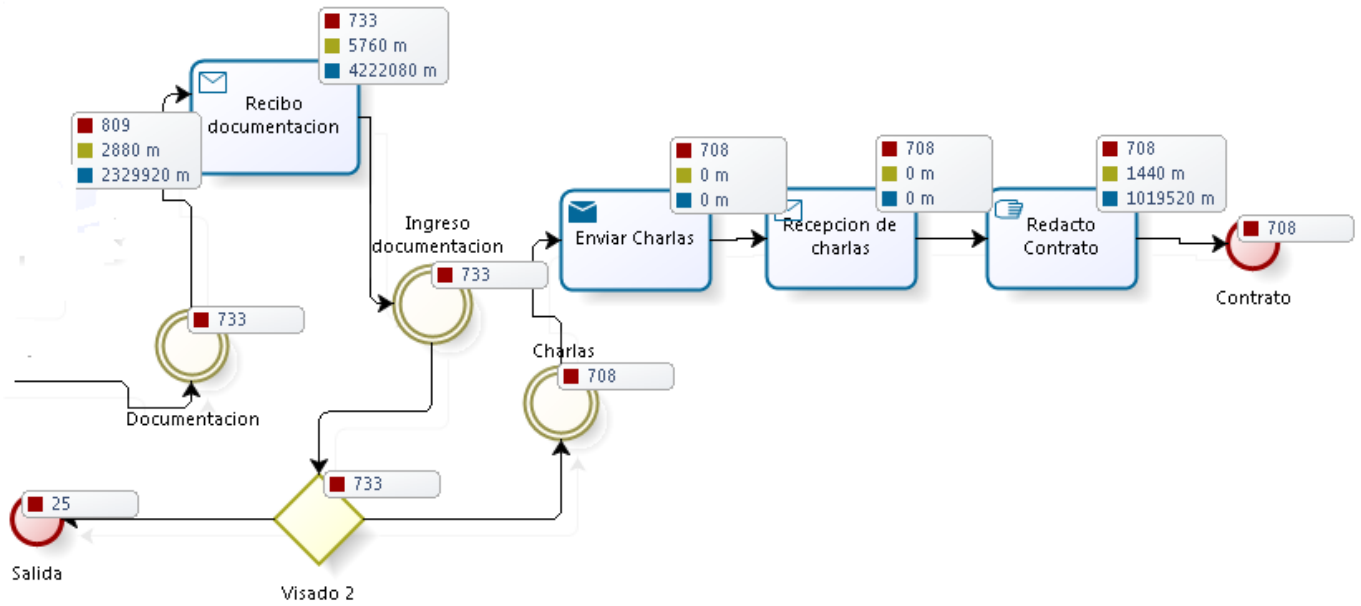 733
5760 m
4222080 m
Recibo
documentacion
809
2880 m
2329920 m
733
Documentacion
Ingreso
documentacion
733
733
Visado 2
25
Salida
Charlas
708
708
0 m
0 m
Enviar Charlas
708
0 m
0 m
Recepcion de
charlas
708
1440 m
1019520 m
Redacto
Contrato
708
Contrato